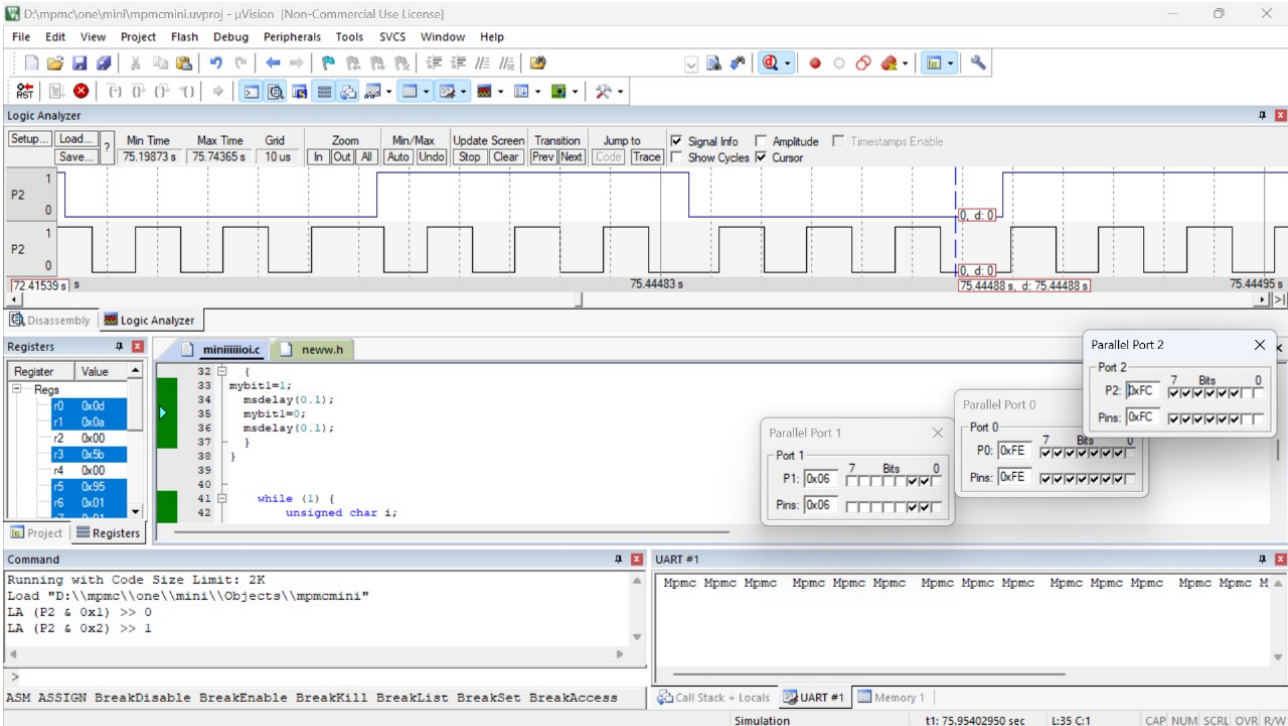 D:\mpmc\one\mini\mpmcmini.uvproj - µVision [Non-Commercial Use License]
File Edit View Project Flash Debug Peripherals Tools SVCS Window Help
RST
Logic Analyzer
Setup... Load... ? Min Time Max Time Grid Zoom Min/Max Update Screen Transition Jump to Signal Info Amplitude Timestamps Enable
Save... 75.19873 s 75.74365 s 10 us In Out All Auto Undo Stop Clear Prev Next Code Trace Show Cycles Cursor
1
P2
0
0, d: 0
1
P2
0
0, d: 0
72.41539 s s 75.44483 s 75.44488 s, d: 75.44488 s 75.44495 s
Disassembly Logic Analyzer
Registers
Register Value
Regs
r0 0x0d
r1 0x0a
r2 0x00
r3 0x5b
r4 0x00
r5 0x95
r6 0x01
Project Registers
miniiiiiioi.c neww.h
32 {
33 mybit1=1;
34 msdelay(0.1);
35 mybit1=0;
36 msdelay(0.1);
37 }
38 }
39
40
41 while (1) {
42 unsigned char i;
Parallel Port 1
Port 1
7 Bits 0
P1: 0x06
Pins: 0x06
Parallel Port 0
Port 0
7 Bits 0
P0: 0xFE
Pins: 0xFE
Parallel Port 2
Port 2
7 Bits 0
P2: 0xFC
Pins: 0xFC
Command
Running with Code Size Limit: 2K
Load "D:\\mpmc\\one\\mini\\Objects\\mpmcmini"
LA (P2 & 0x1) >> 0
LA (P2 & 0x2) >> 1
>
ASM ASSIGN BreakDisable BreakEnable BreakKill BreakList BreakSet BreakAccess
UART #1
Mpmc Mpmc Mpmc Mpmc Mpmc Mpmc Mpmc Mpmc Mpmc Mpmc Mpmc Mpmc Mpmc Mpmc M
Call Stack + Locals UART #1 Memory 1
Simulation t1: 75.95402950 sec L:35 C:1 CAP NUM SCRL OVR R/W